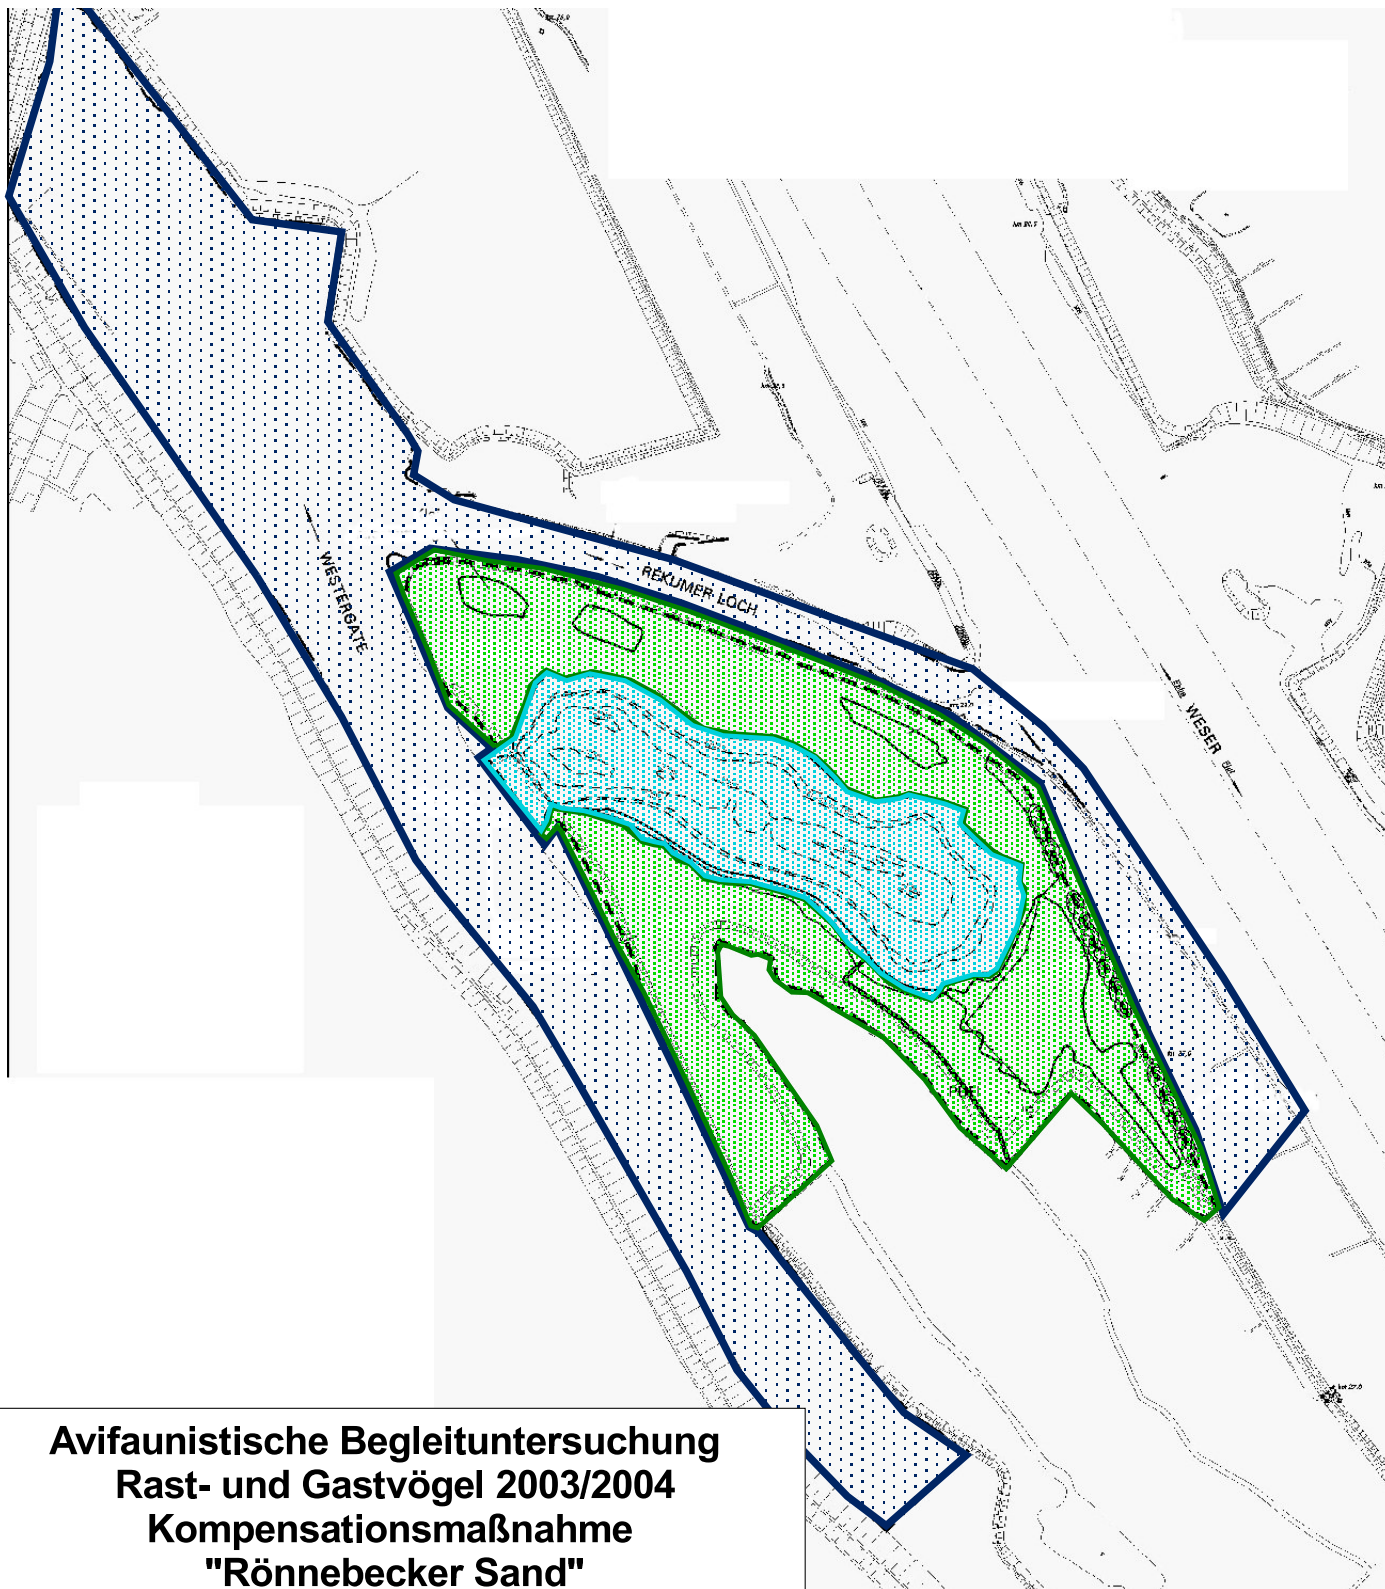 WESTERGATE
REKUMER LOCH
WESER
Avifaunistische Begleituntersuchung
Rast- und Gastvögel 2003/2004
Kompensationsmaßnahme
"Rönnebecker Sand"